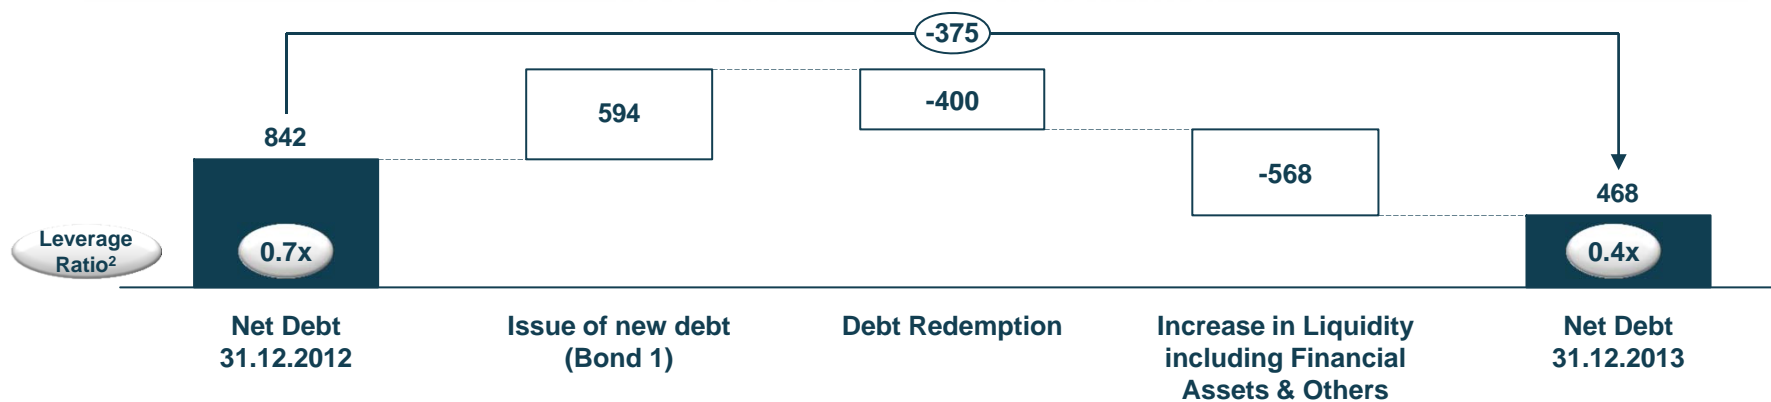 -375
594
-400
842
-568
468
Leverage
Ratio²
0.7x
0.4x
Net Debt
31.12.2012
Issue of new debt
(Bond 1)
Debt Redemption
Increase in Liquidity
including Financial
Assets & Others
Net Debt
31.12.2013